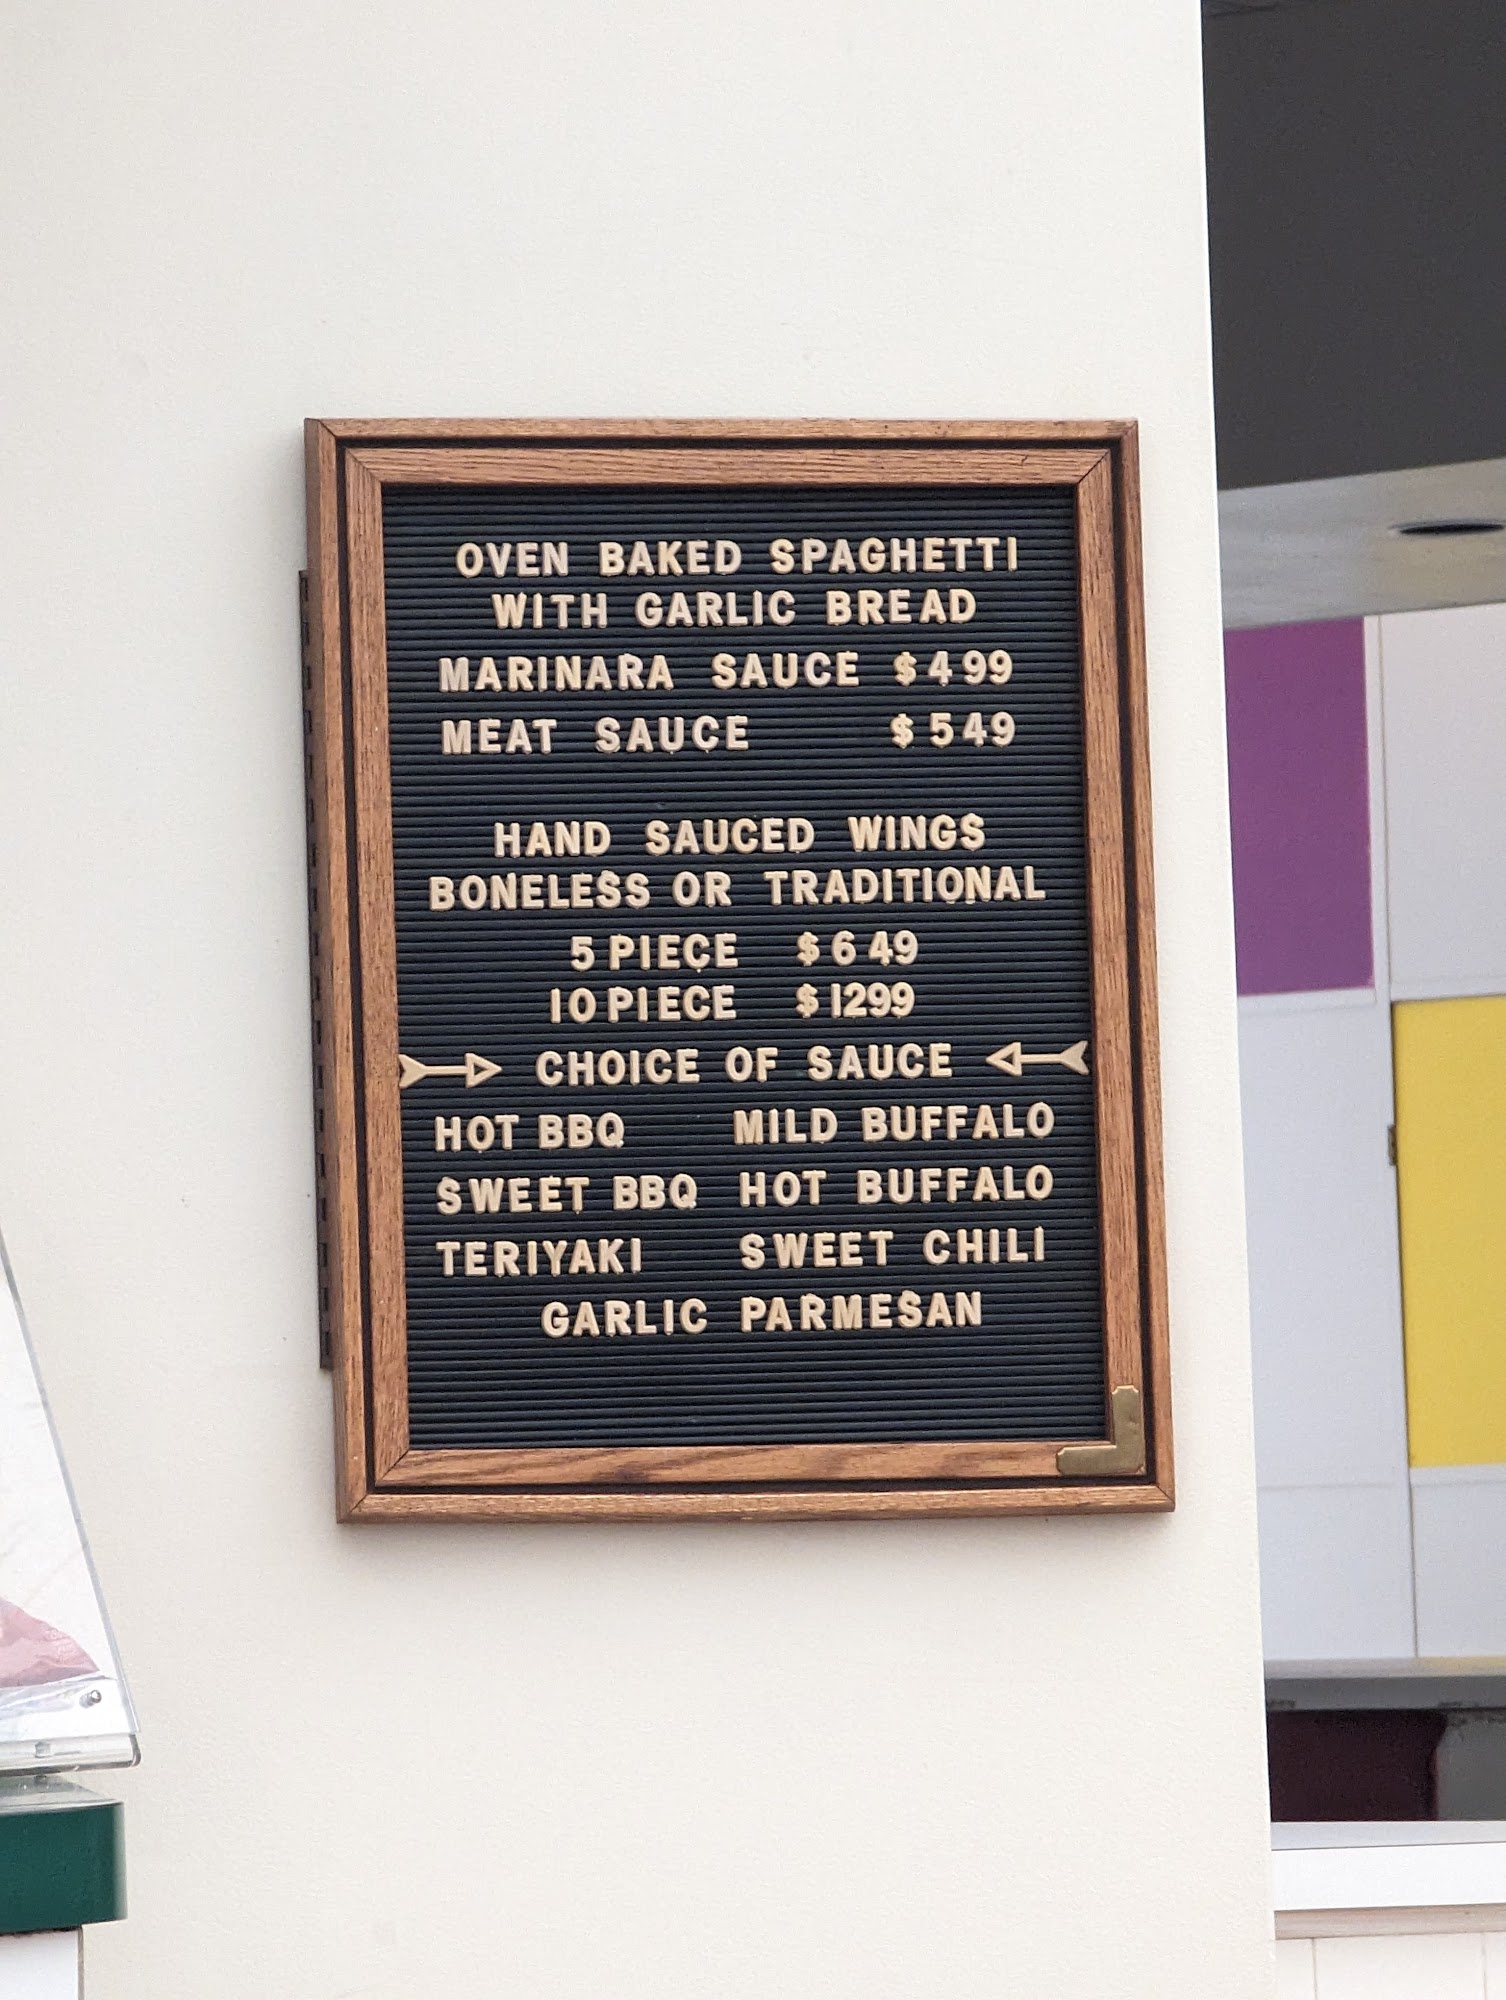 OVEN BAKED SPAGHETTI
WITH GARLIC BREAD
MARINARA SAUCE $499
MEAT SAUCE $549
HAND SAUCED WINGS
BONELESS OR TRADITIONAL
5 PIECE $649
10 PIECE $1299
CHOICE OF SAUCE
HOT BBQ MILD BUFFALO
SWEET BBQ HOT BUFFALO
TERIYAKI SWEET CHILI
GARLIC PARMESAN